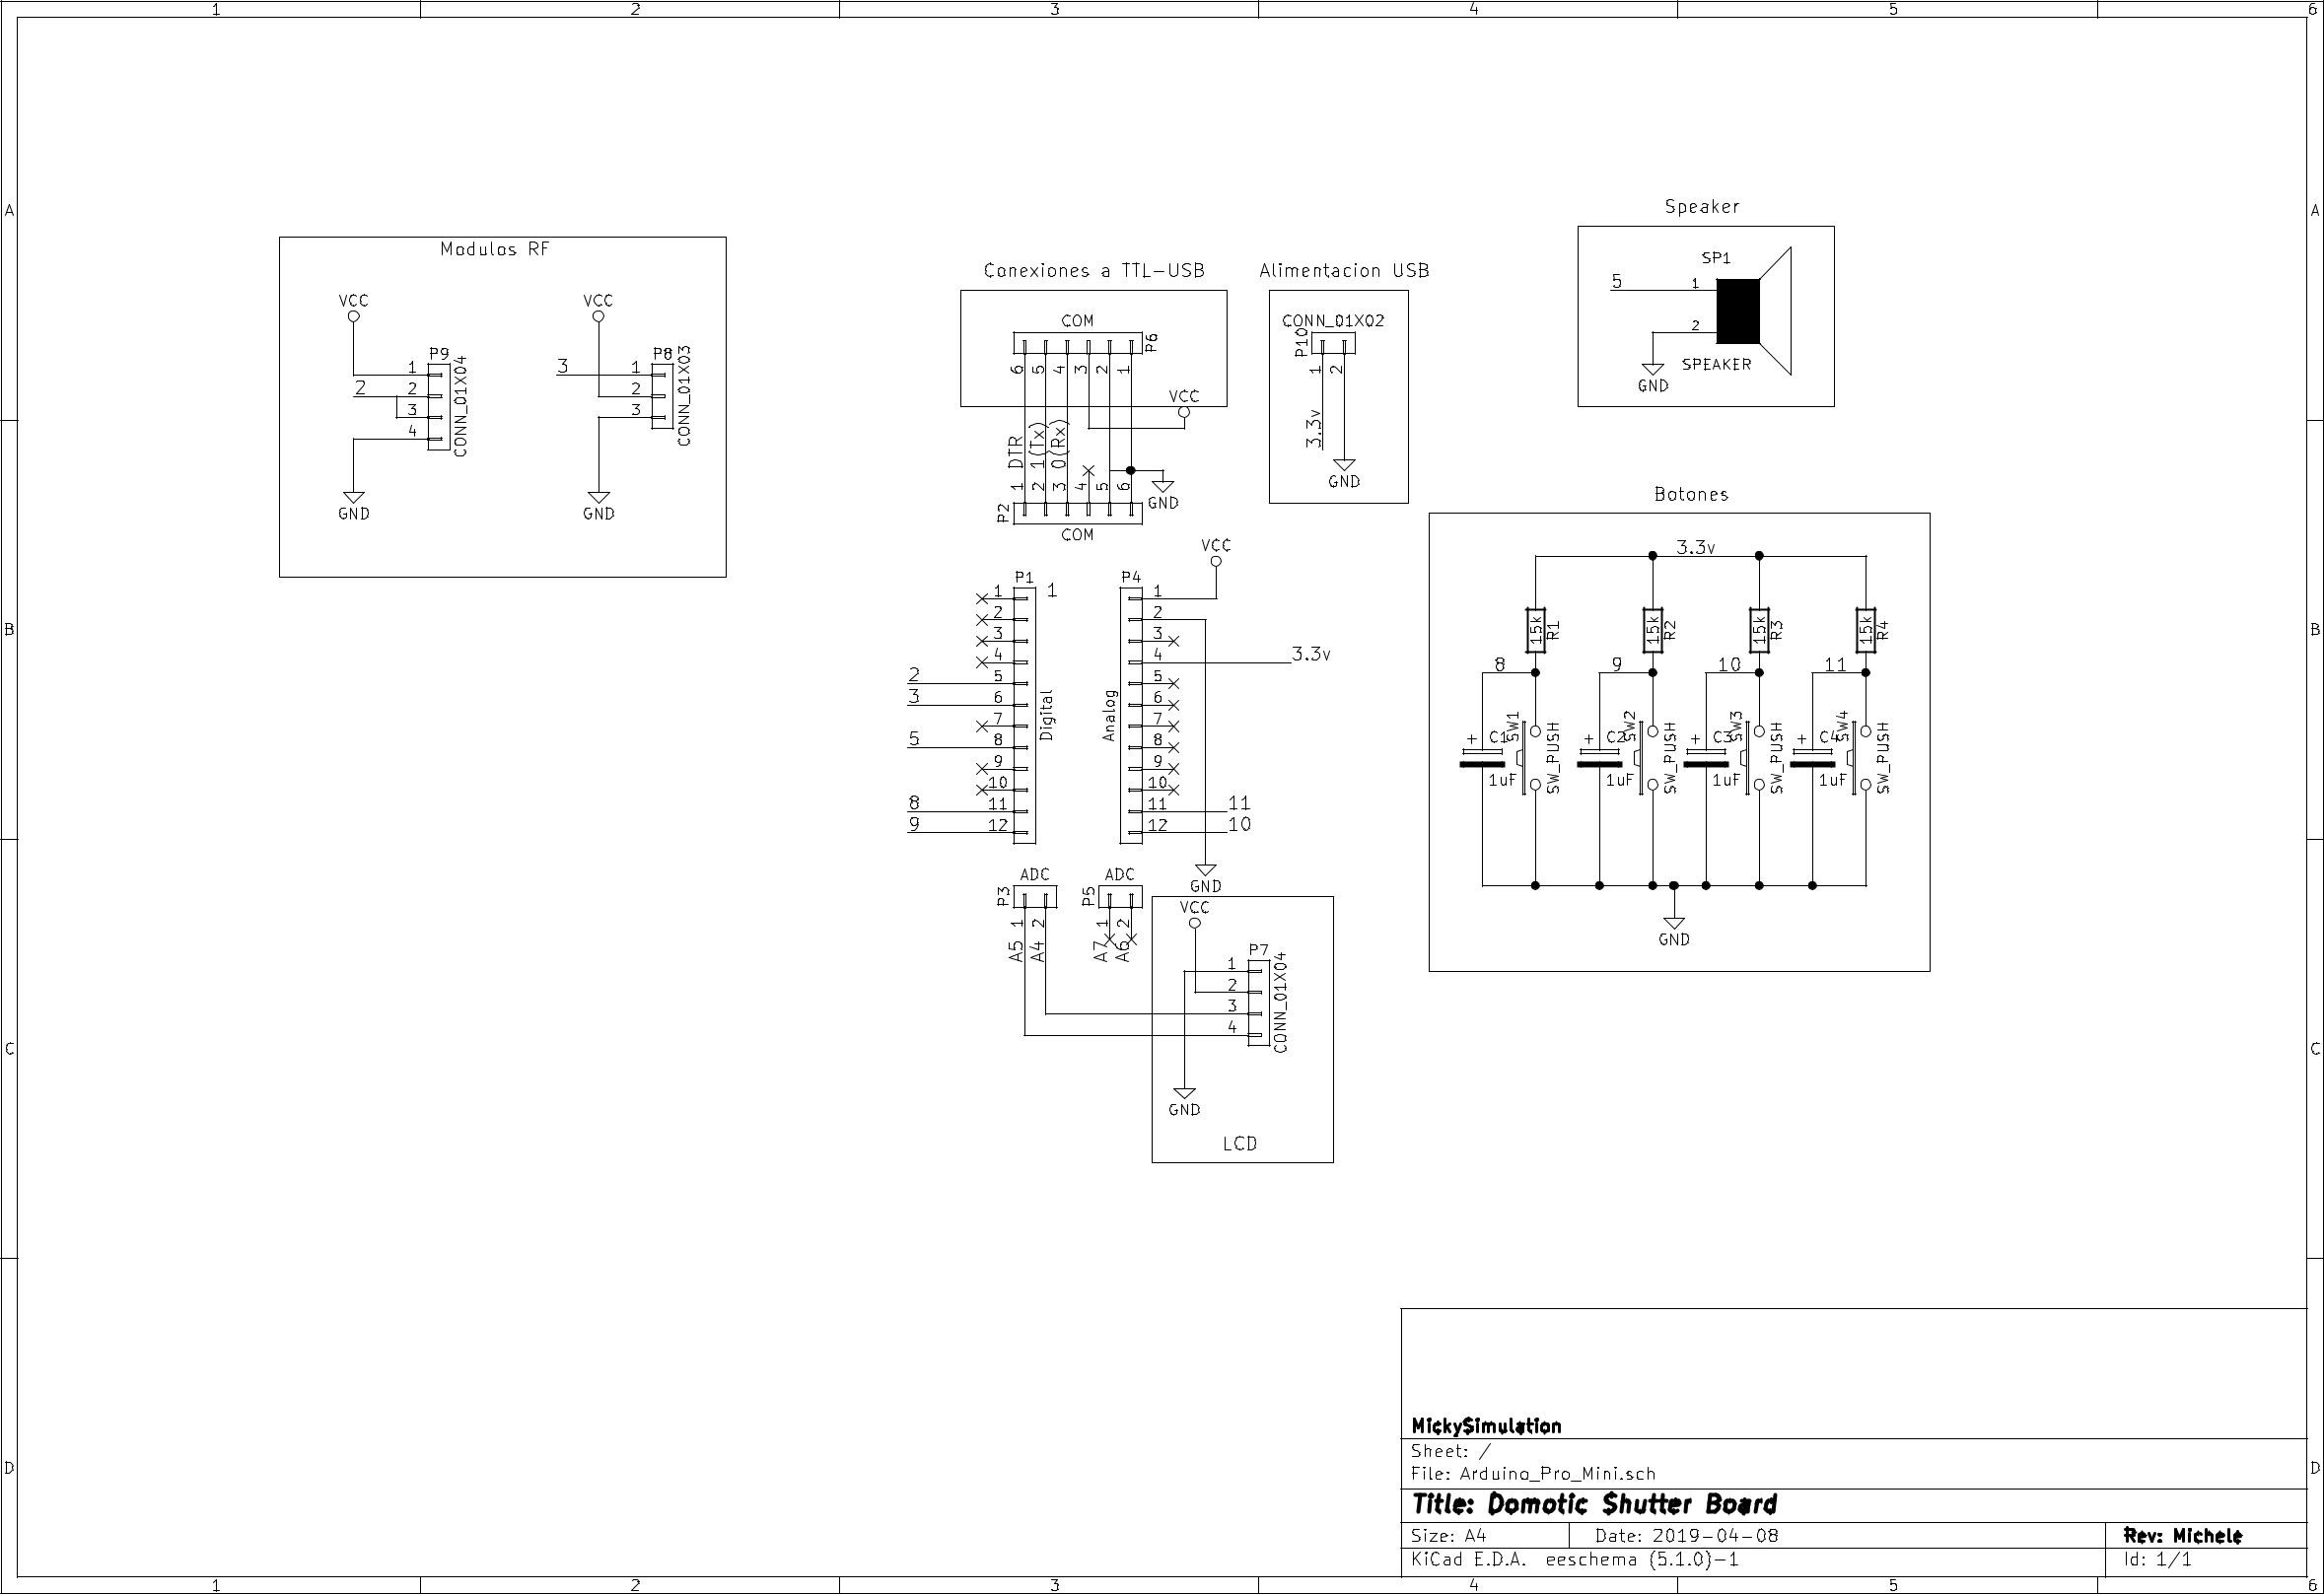 1 2 3 4 5 6
A A
B B
C C
D D
Modulos RF
VCC
P9
1
2 2
3
4
CONN_01X04
GND
VCC
P8
3 1
2
3
CONN_01X03
GND
Conexiones a TTL-USB
COM
P6
6 5 4 3 2 1
VCC
DTR
1(Tx)
0(Rx)
1 2 3 4 5 6
GND
P2
COM
Alimentacion USB
CONN_01X02
P10
1 2
3.3v
GND
Speaker
SP1
5 1
2
SPEAKER
GND
P1
1
1
2
3
4
2 5
3 6
7
5 8
9
10
8 11
9 12
Digital
VCC
P4
1
2
3
4 3.3v
5
6
7
8
9
10
11 11
12 10
Analog
GND
ADC
P3
1 2
A5 A4
ADC
P5
1 2
A7 A6
VCC
P7
1
2
3
4
CONN_01X04
GND
LCD
Botones
3.3v
15k R1
15k R2
15k R3
15k R4
8 9 10 11
+ C1 SW1
1uF SW_PUSH
+ C2 SW2
1uF SW_PUSH
+ C3 SW3
1uF SW_PUSH
+ C4 SW4
1uF SW_PUSH
GND
MickySimulation
Sheet: /
File: Arduino_Pro_Mini.sch
Title: Domotic Shutter Board
Size: A4 Date: 2019-04-08 Rev: Michele
KiCad E.D.A. eeschema (5.1.0)-1 Id: 1/1
1 2 3 4 5 6